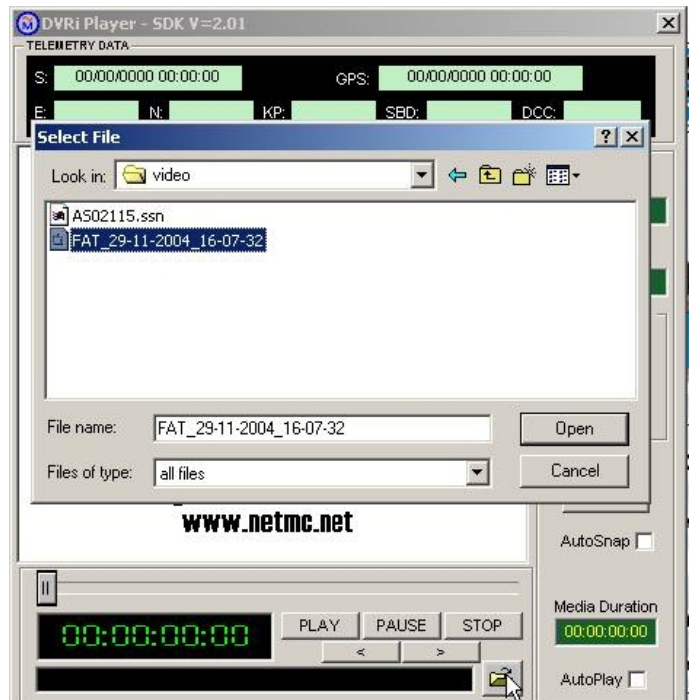 DVRi Player - SDK V=2.01
TELEMETRY DATA
S: 00/00/0000 00:00:00 GPS: 00/00/0000 00:00:00
E: N: KP: SBD: DCC:
Select File
Look in: video
AS02115.ssn
FAT_29-11-2004_16-07-32
File name: FAT_29-11-2004_16-07-32 Open
Files of type: all files Cancel
www.netmc.net
AutoSnap
Media Duration
00:00:00:00 PLAY PAUSE STOP 00:00:00:00
< >
AutoPlay